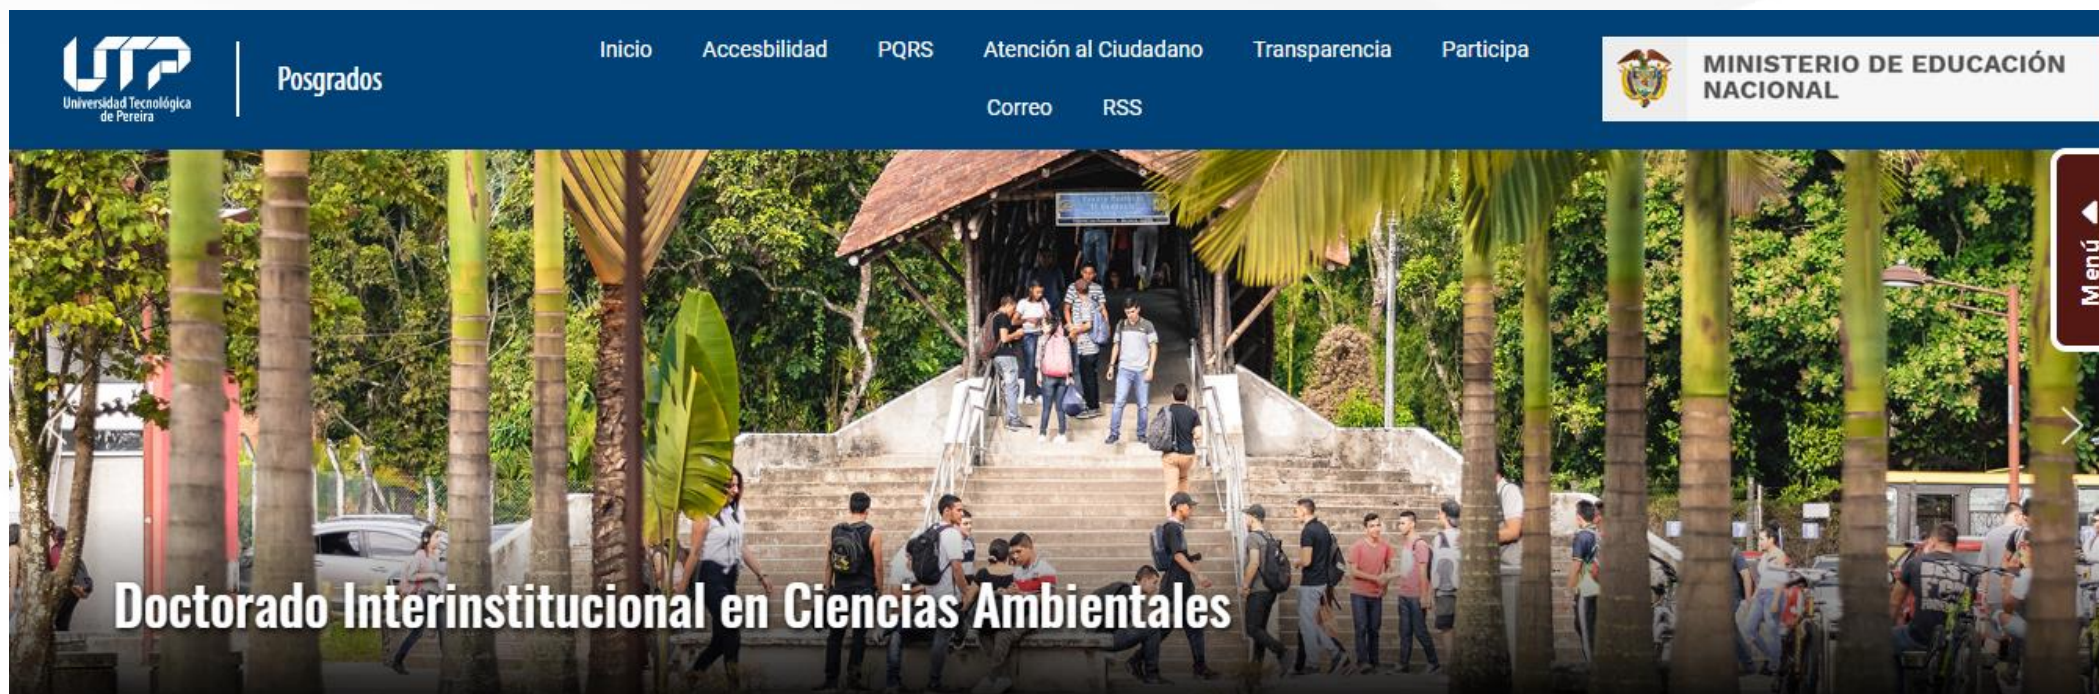 UTP
Universidad Tecnológica
de Pereira
Posgrados
Inicio Accesbilidad PQRS Atención al Ciudadano Transparencia Participa
Correo RSS
MINISTERIO DE EDUCACIÓN
NACIONAL
Menú
Doctorado Interinstitucional en Ciencias Ambientales